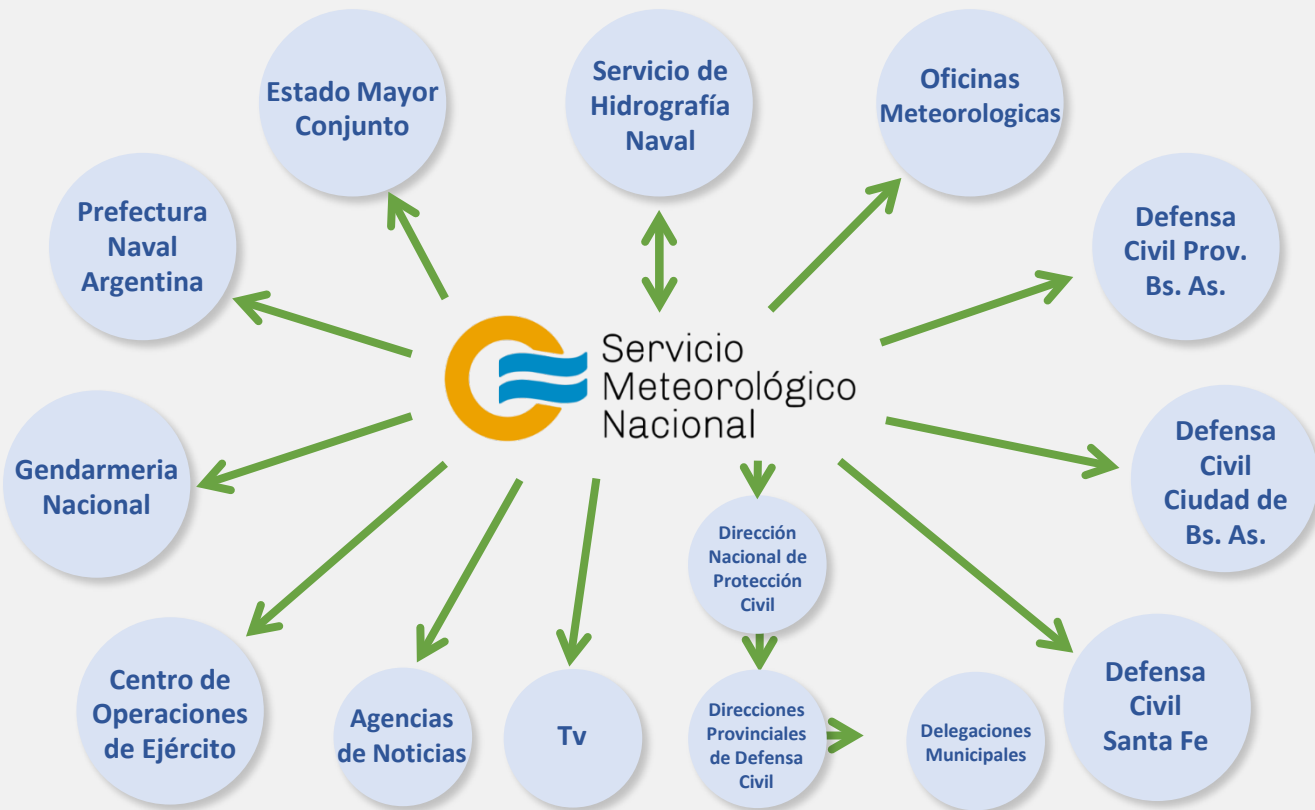 Estado Mayor
Conjunto
Servicio de
Hidrografía
Naval
Oficinas
Meteorologicas
Prefectura
Naval
Argentina
Defensa
Civil Prov.
Bs. As.
Servicio
Meteorológico
Nacional
Gendarmeria
Nacional
Defensa
Civil
Ciudad de
Bs. As.
Dirección
Nacional de
Protección
Civil
Centro de
Operaciones
de Ejército
Agencias
de Noticias
Tv
Direcciones
Provinciales
de Defensa
Civil
Delegaciones
Municipales
Defensa
Civil
Santa Fe